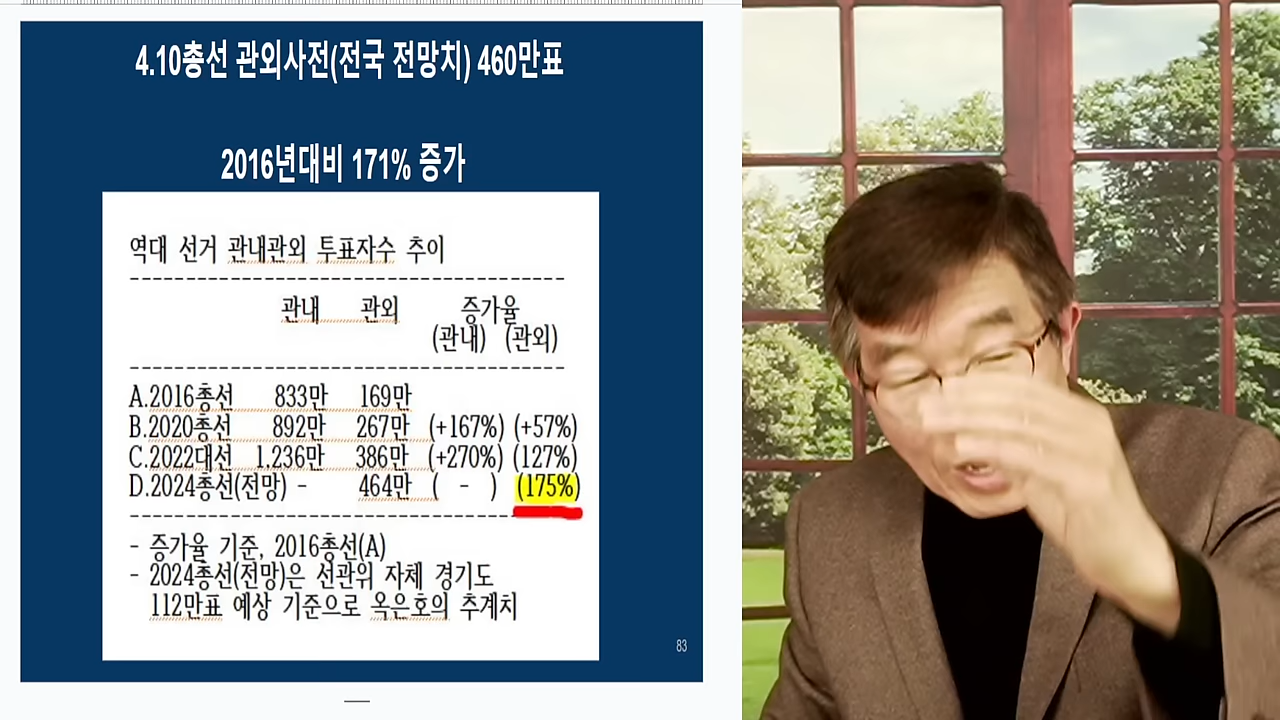 4.10총선 관외사전(전국 전망치) 460만표
2016년대비 171% 증가
역대 선거 관내관외 투표자수 추이
관내 관외 증가율
(관내) (관외)
A.2016총선 833만 169만
B.2020총선 892만 267만 (+167%) (+57%)
C.2022대선 1,236만 386만 (+270%) (127%)
D.2024총선(전망) - 464만 ( - ) (175%)
- 증가율 기준, 2016총선(A)
- 2024총선(전망)은 선관위 자체 경기도
112만표 예상 기준으로 옥은호의 추계치
83